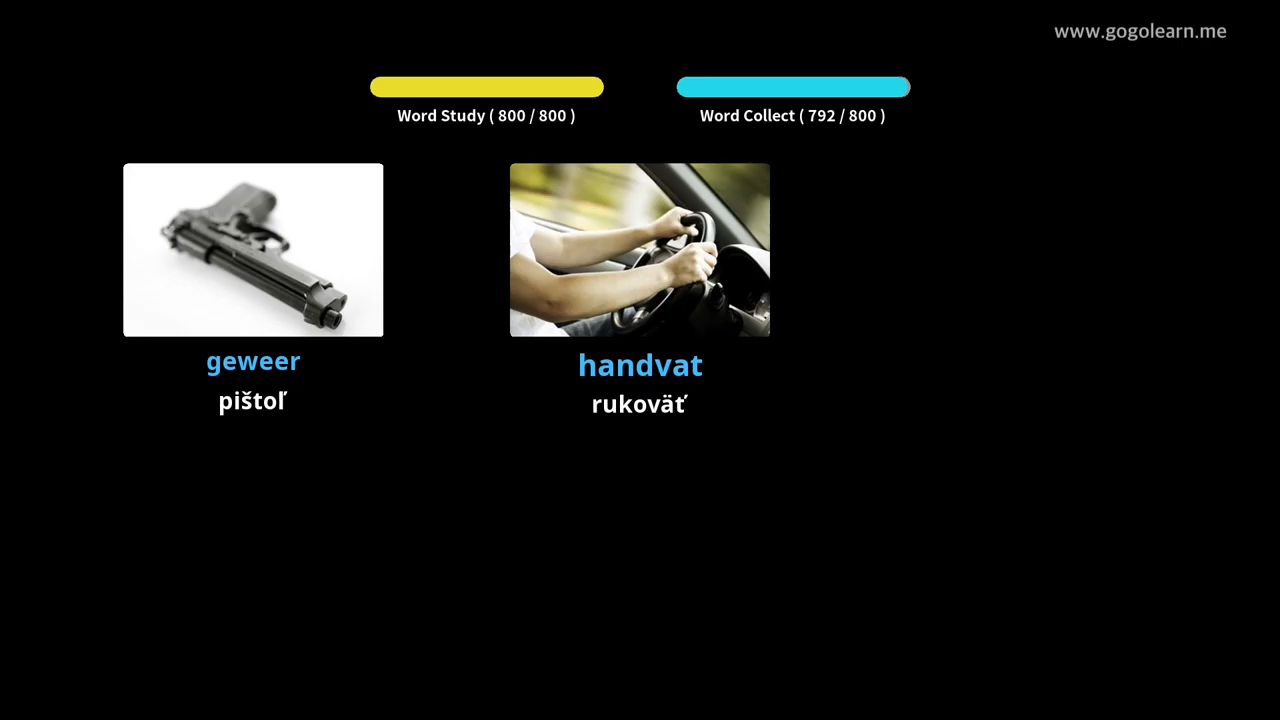 www.gogolearn.me
Word Study ( 800 / 800 )
Word Collect ( 792 / 800 )
geweer
pištoľ
handvat
rukoväť